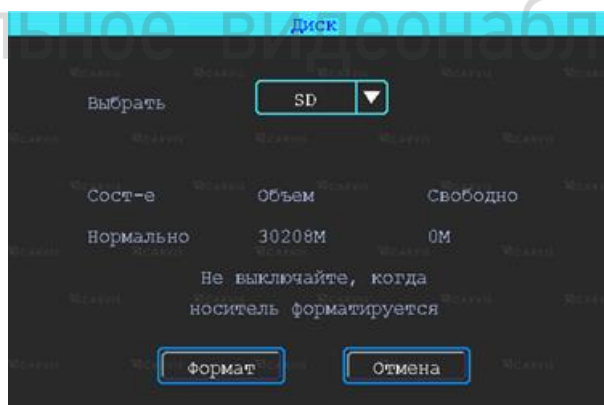 льное видеонабл
Диск
Выбрать SD
Сост-е Объем Свободно
Нормально 30208M 0M
Не выключайте, когда
носитель форматируется
Формат Отмена